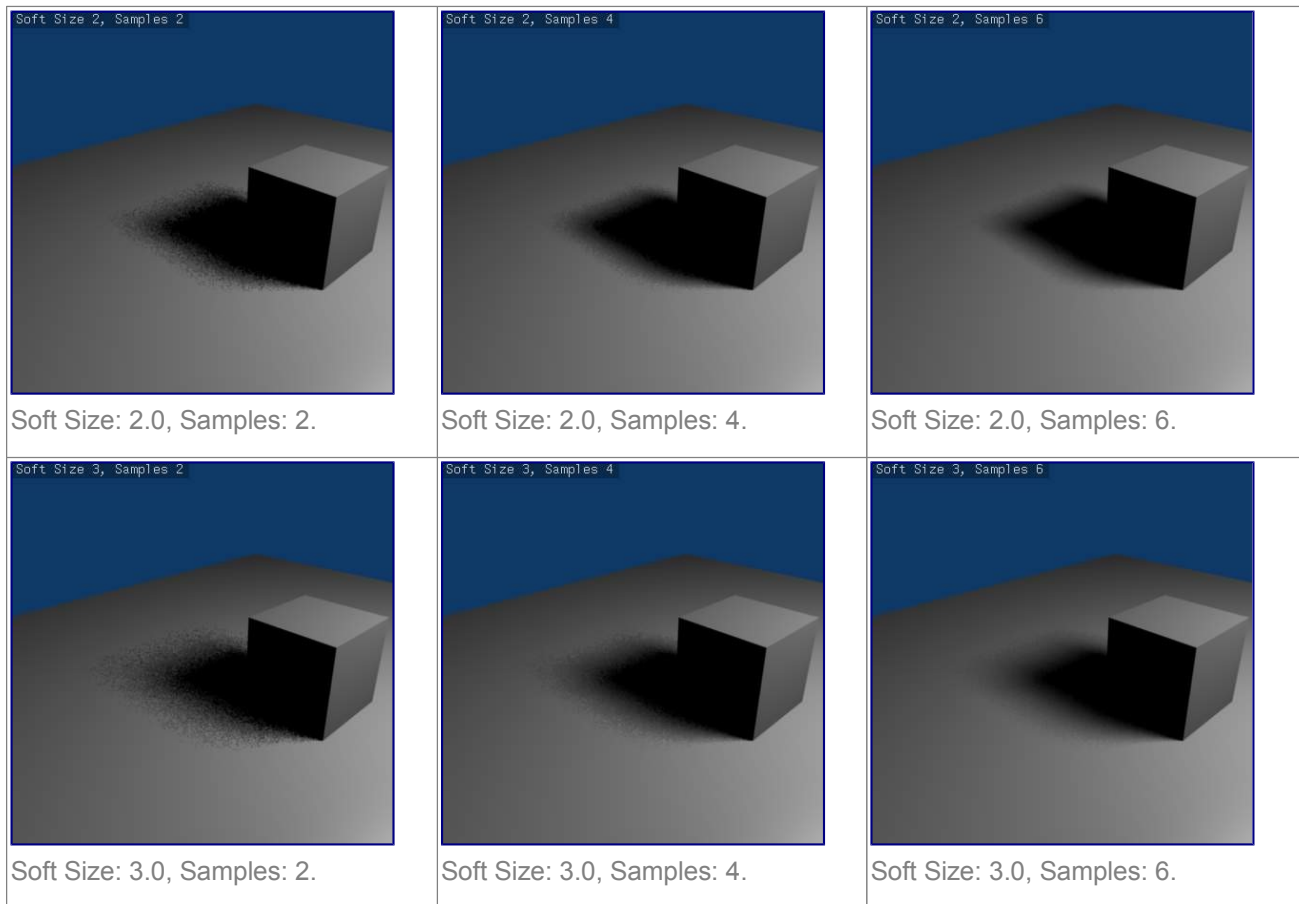 Soft Size 2, Samples 2
Soft Size 2, Samples 4
Soft Size 2, Samples 6
Soft Size: 2.0, Samples: 2.
Soft Size: 2.0, Samples: 4.
Soft Size: 2.0, Samples: 6.
Soft Size 3, Samples 2
Soft Size 3, Samples 4
Soft Size 3, Samples 6
Soft Size: 3.0, Samples: 2.
Soft Size: 3.0, Samples: 4.
Soft Size: 3.0, Samples: 6.